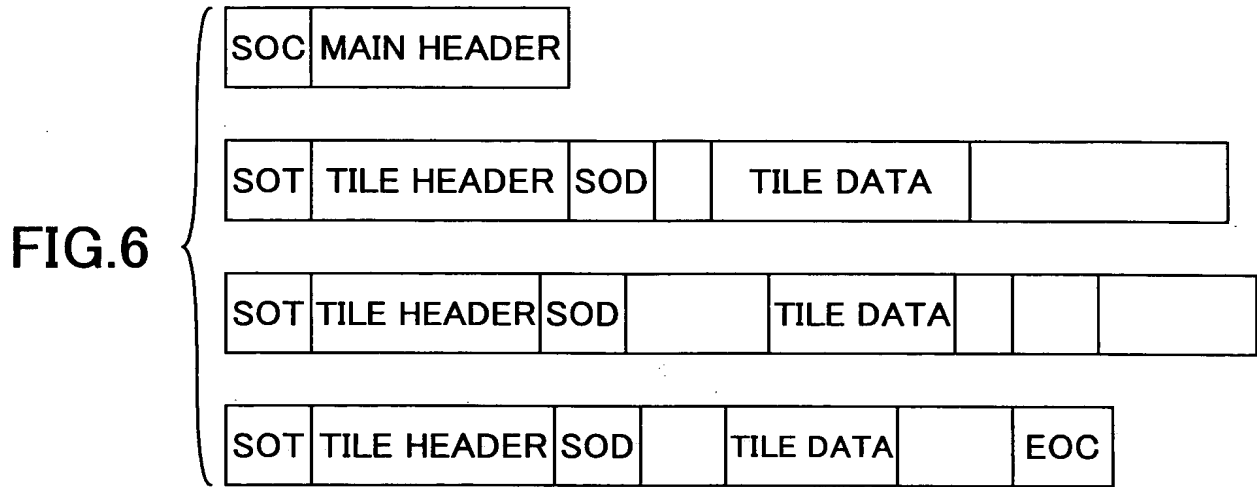 SOC MAIN HEADER
SOT TILE HEADER SOD TILE DATA
FIG.6
SOT TILE HEADER SOD TILE DATA
SOT TILE HEADER SOD TILE DATA EOC